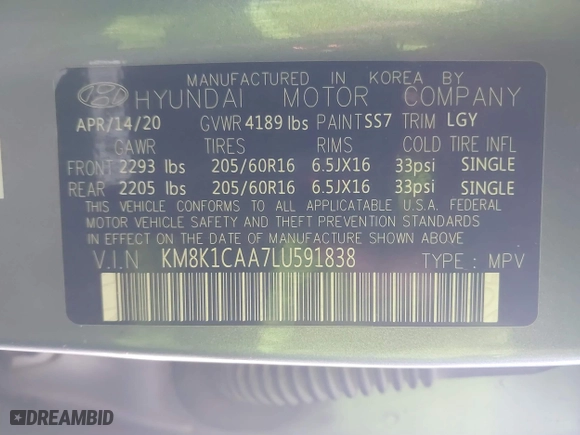 MANUFACTURED IN KOREA BY
HYUNDAI MOTOR COMPANY
APR/14/20 GVWR 4189 lbs PAINT SS7 TRIM LGY
GAWR TIRES RIMS COLD TIRE INFL
FRONT 2293 lbs 205/60R16 6.5JX16 33psi SINGLE
REAR 2205 lbs 205/60R16 6.5JX16 33psi SINGLE
THIS VEHICLE CONFORMS TO ALL APPLICABLE U.S.A. FEDERAL
MOTOR VEHICLE SAFETY AND THEFT PREVENTION STANDARDS
IN EFFECT ON THE DATE OF MANUFACTURE SHOWN ABOVE.
V.I.N KM8K1CAA7LU591838 TYPE : MPV
DREAMBID